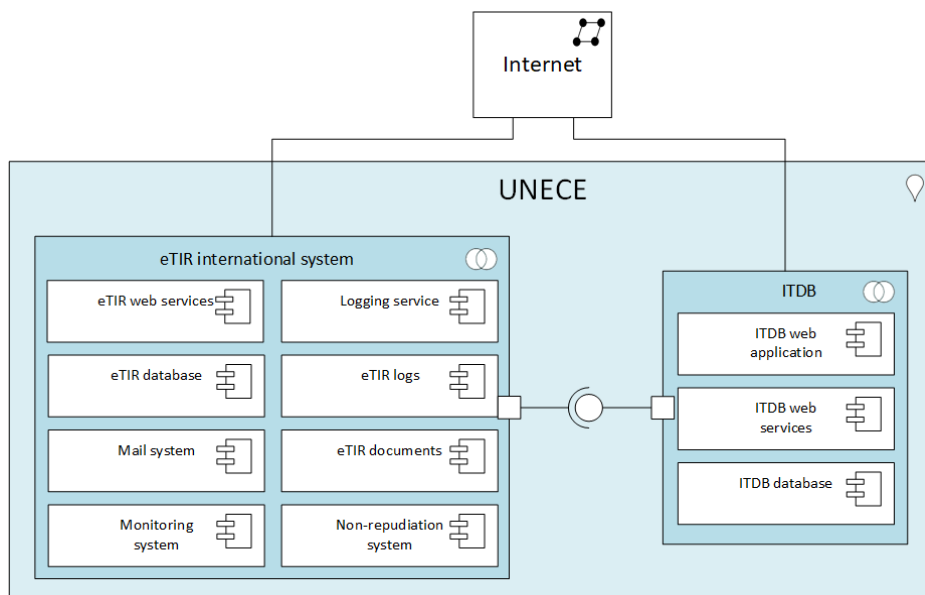 Internet
UNECE
eTIR international system
eTIR web services
Logging service
eTIR database
eTIR logs
Mail system
eTIR documents
Monitoring
system
Non-repudiation
system
ITDB
ITDB web
application
ITDB web
services
ITDB database